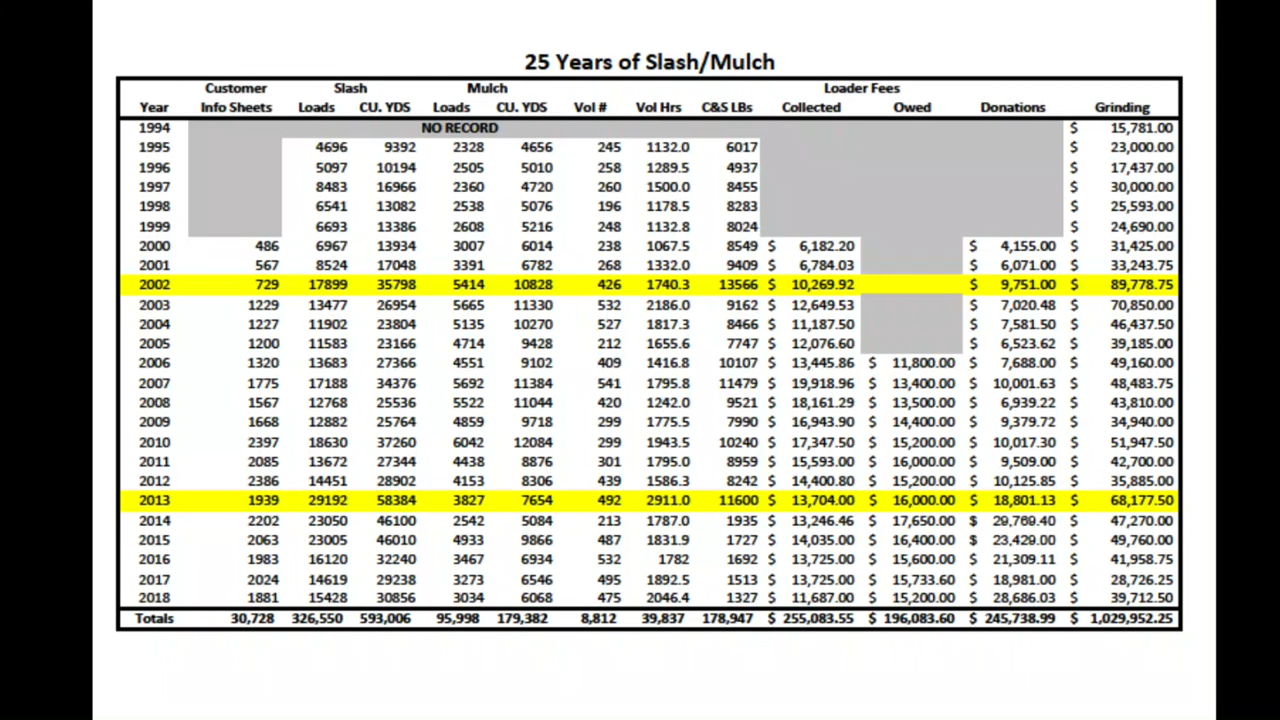 25 Years of Slash/Mulch
Customer Slash Mulch Loader Fees
Year Info Sheets Loads CU. YDS Loads CU. YDS Vol # Vol Hrs C&S LBs Collected Owed Donations Grinding
1994 NO RECORD $ 15,781.00
1995 4696 9392 2328 4656 245 1132.0 6017 $ 23,000.00
1996 5097 10194 2505 5010 258 1289.5 4937 $ 17,437.00
1997 8483 16966 2360 4720 260 1500.0 8455 $ 30,000.00
1998 6541 13082 2538 5076 196 1178.5 8283 $ 25,593.00
1999 6693 13386 2608 5216 248 1132.8 8024 $ 24,690.00
2000 486 6967 13934 3007 6014 238 1067.5 8549 $ 6,182.20 $ 4,155.00 $ 31,425.00
2001 567 8524 17048 3391 6782 268 1332.0 9409 $ 6,784.03 $ 6,071.00 $ 33,243.75
2002 729 17899 35798 5414 10828 426 1740.3 13566 $ 10,269.92 $ 9,751.00 $ 89,778.75
2003 1229 13477 26954 5665 11330 532 2186.0 9162 $ 12,649.53 $ 7,020.48 $ 70,850.00
2004 1227 11902 23804 5135 10270 527 1817.3 8466 $ 11,187.50 $ 7,581.50 $ 46,437.50
2005 1200 11583 23166 4714 9428 212 1655.6 7747 $ 12,076.60 $ 6,523.62 $ 39,185.00
2006 1320 13683 27366 4551 9102 409 1416.8 10107 $ 13,445.86 $ 11,800.00 $ 7,688.00 $ 49,160.00
2007 1775 17188 34376 5692 11384 541 1795.8 11479 $ 19,918.96 $ 13,400.00 $ 10,001.63 $ 48,483.75
2008 1567 12768 25536 5522 11044 420 1242.0 9521 $ 18,161.29 $ 13,500.00 $ 6,939.22 $ 43,810.00
2009 1668 12882 25764 4859 9718 299 1775.5 7990 $ 16,943.90 $ 14,400.00 $ 9,379.72 $ 34,940.00
2010 2397 18630 37260 6042 12084 299 1943.5 10240 $ 17,347.50 $ 15,200.00 $ 10,017.30 $ 51,947.50
2011 2085 13672 27344 4438 8876 301 1795.0 8959 $ 15,593.00 $ 16,000.00 $ 9,509.00 $ 42,700.00
2012 2386 14451 28902 4153 8306 439 1586.3 8242 $ 14,400.80 $ 15,200.00 $ 10,125.85 $ 35,885.00
2013 1939 29192 58384 3827 7654 492 2911.0 11600 $ 13,704.00 $ 16,000.00 $ 18,801.13 $ 68,177.50
2014 2202 23050 46100 2542 5084 213 1787.0 1935 $ 13,246.46 $ 17,650.00 $ 29,769.40 $ 47,270.00
2015 2063 23005 46010 4933 9866 487 1831.9 1727 $ 14,035.00 $ 16,400.00 $ 23,429.00 $ 49,760.00
2016 1983 16120 32240 3467 6934 532 1782 1692 $ 13,725.00 $ 15,600.00 $ 21,309.11 $ 41,958.75
2017 2024 14619 29238 3273 6546 495 1892.5 1513 $ 13,725.00 $ 15,733.60 $ 18,981.00 $ 28,726.25
2018 1881 15428 30856 3034 6068 475 2046.4 1327 $ 11,687.00 $ 15,200.00 $ 28,686.03 $ 39,712.50
Totals 30,728 326,550 593,006 95,998 179,382 8,812 39,837 178,947 $ 255,083.55 $ 196,083.60 $ 245,738.99 $ 1,029,952.25